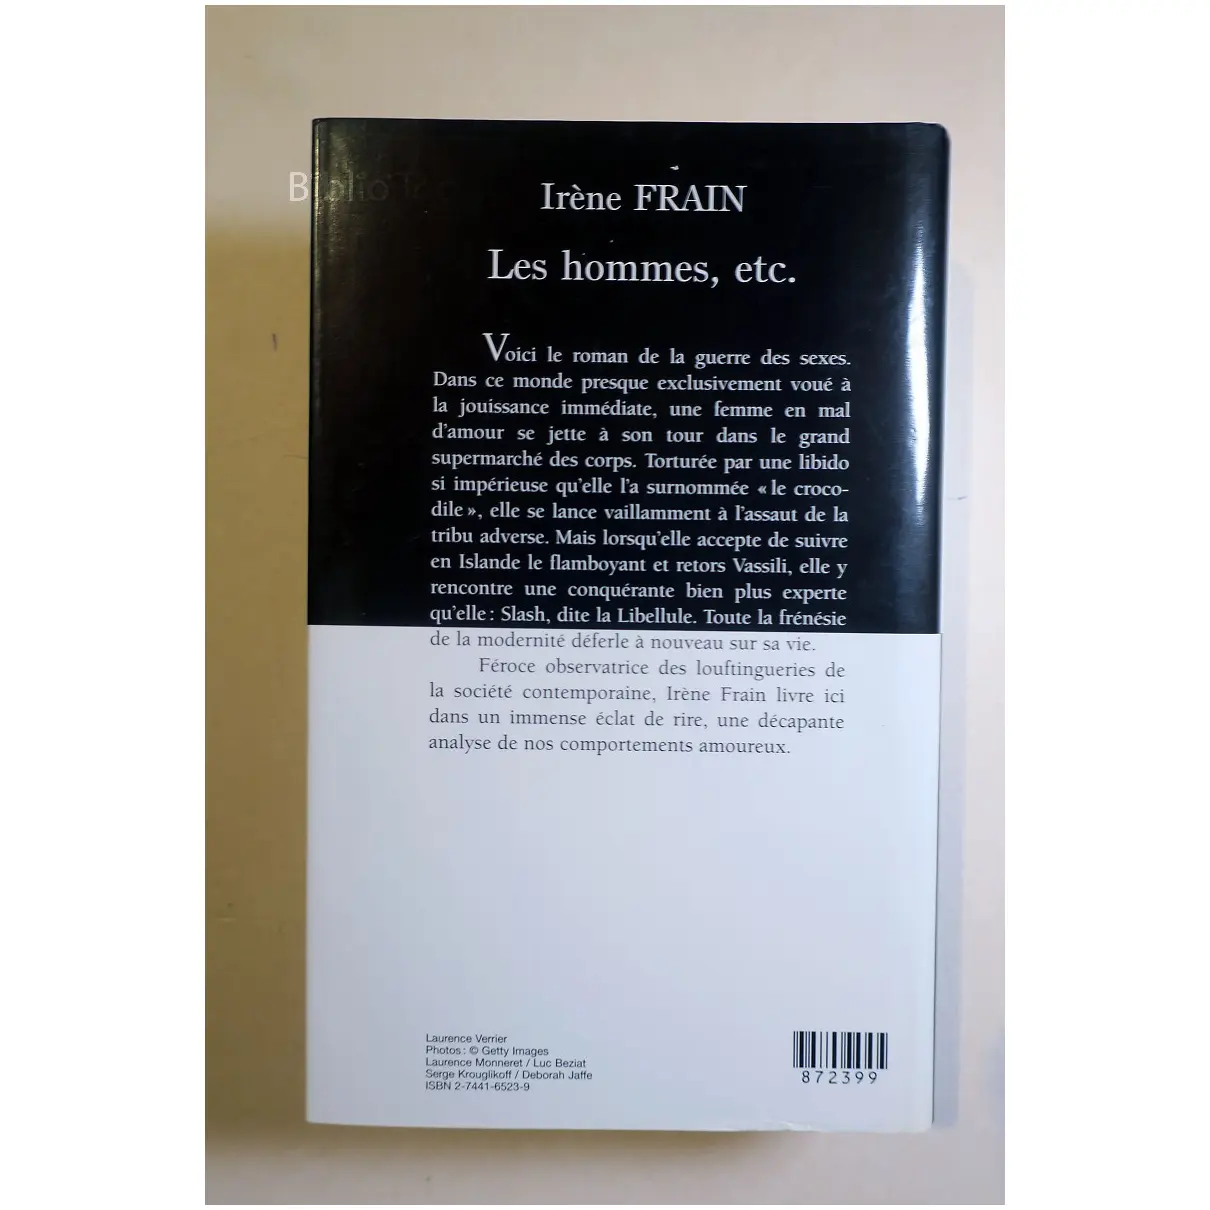 Biblio
Irène FRAIN
Les hommes, etc.
Voici le roman de la guerre des sexes.
Dans ce monde presque exclusivement voué à
la jouissance immédiate, une femme en mal
d'amour se jette à son tour dans le grand
supermarché des corps. Torturée par une libido
si impérieuse qu'elle l'a surnommée « le croco-
dile », elle se lance vaillamment à l'assaut de la
tribu adverse. Mais lorsqu'elle accepte de suivre
en Islande le flamboyant et retors Vassili, elle y
rencontre une conquérante bien plus experte
qu'elle : Slash, dite la Libellule. Toute la frénésie
de la modernité déferle à nouveau sur sa vie.
Féroce observatrice des louftingueries de
la société contemporaine, Irène Frain livre ici
dans un immense éclat de rire, une décapante
analyse de nos comportements amoureux.
Laurence Verrier
Photos : © Getty Images
Laurence Monneret / Luc Beziat
Serge Krouglikoff / Deborah Jaffe
ISBN 2-7441-6523-9
872399